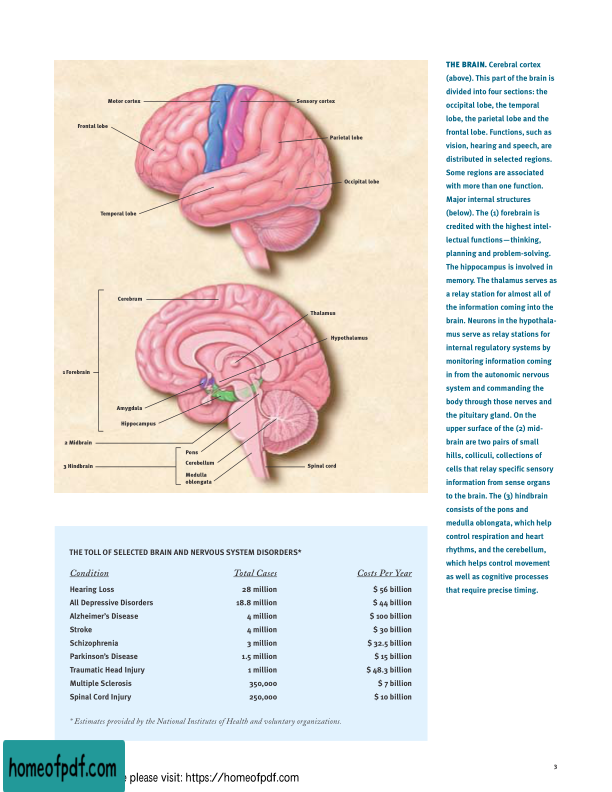 Motor cortex
Sensory cortex
Frontal lobe
Parietal lobe
Occipital lobe
Temporal lobe
Cerebrum
Thalamus
Hypothalamus
1 Forebrain
Amygdala
Hippocampus
2 Midbrain
Pons
3 Hindbrain
Cerebellum
Spinal cord
Medulla
oblongata
THE BRAIN. Cerebral cortex
(above). This part of the brain is
divided into four sections: the
occipital lobe, the temporal
lobe, the parietal lobe and the
frontal lobe. Functions, such as
vision, hearing and speech, are
distributed in selected regions.
Some regions are associated
with more than one function.
Major internal structures
(below). The (1) forebrain is
credited with the highest intel-
lectual functions—thinking,
planning and problem-solving.
The hippocampus is involved in
memory. The thalamus serves as
a relay station for almost all of
the information coming into the
brain. Neurons in the hypothala-
mus serve as relay stations for
internal regulatory systems by
monitoring information coming
in from the autonomic nervous
system and commanding the
body through those nerves and
the pituitary gland. On the
upper surface of the (2) mid-
brain are two pairs of small
hills, colliculi, collections of
cells that relay specific sensory
information from sense organs
to the brain. The (3) hindbrain
consists of the pons and
medulla oblongata, which help
control respiration and heart
rhythms, and the cerebellum,
which helps control movement
as well as cognitive processes
that require precise timing.
THE TOLL OF SELECTED BRAIN AND NERVOUS SYSTEM DISORDERS*
Condition Total Cases Costs Per Year
Hearing Loss 28 million $ 56 billion
All Depressive Disorders 18.8 million $ 44 billion
Alzheimer's Disease 4 million $ 100 billion
Stroke 4 million $ 30 billion
Schizophrenia 3 million $ 32.5 billion
Parkinson's Disease 1.5 million $ 15 billion
Traumatic Head Injury 1 million $ 48.3 billion
Multiple Sclerosis 350,000 $ 7 billion
Spinal Cord Injury 250,000 $ 10 billion
* Estimates provided by the National Institutes of Health and voluntary organizations.
3
homeofpdf.com
please visit: https://homeofpdf.com